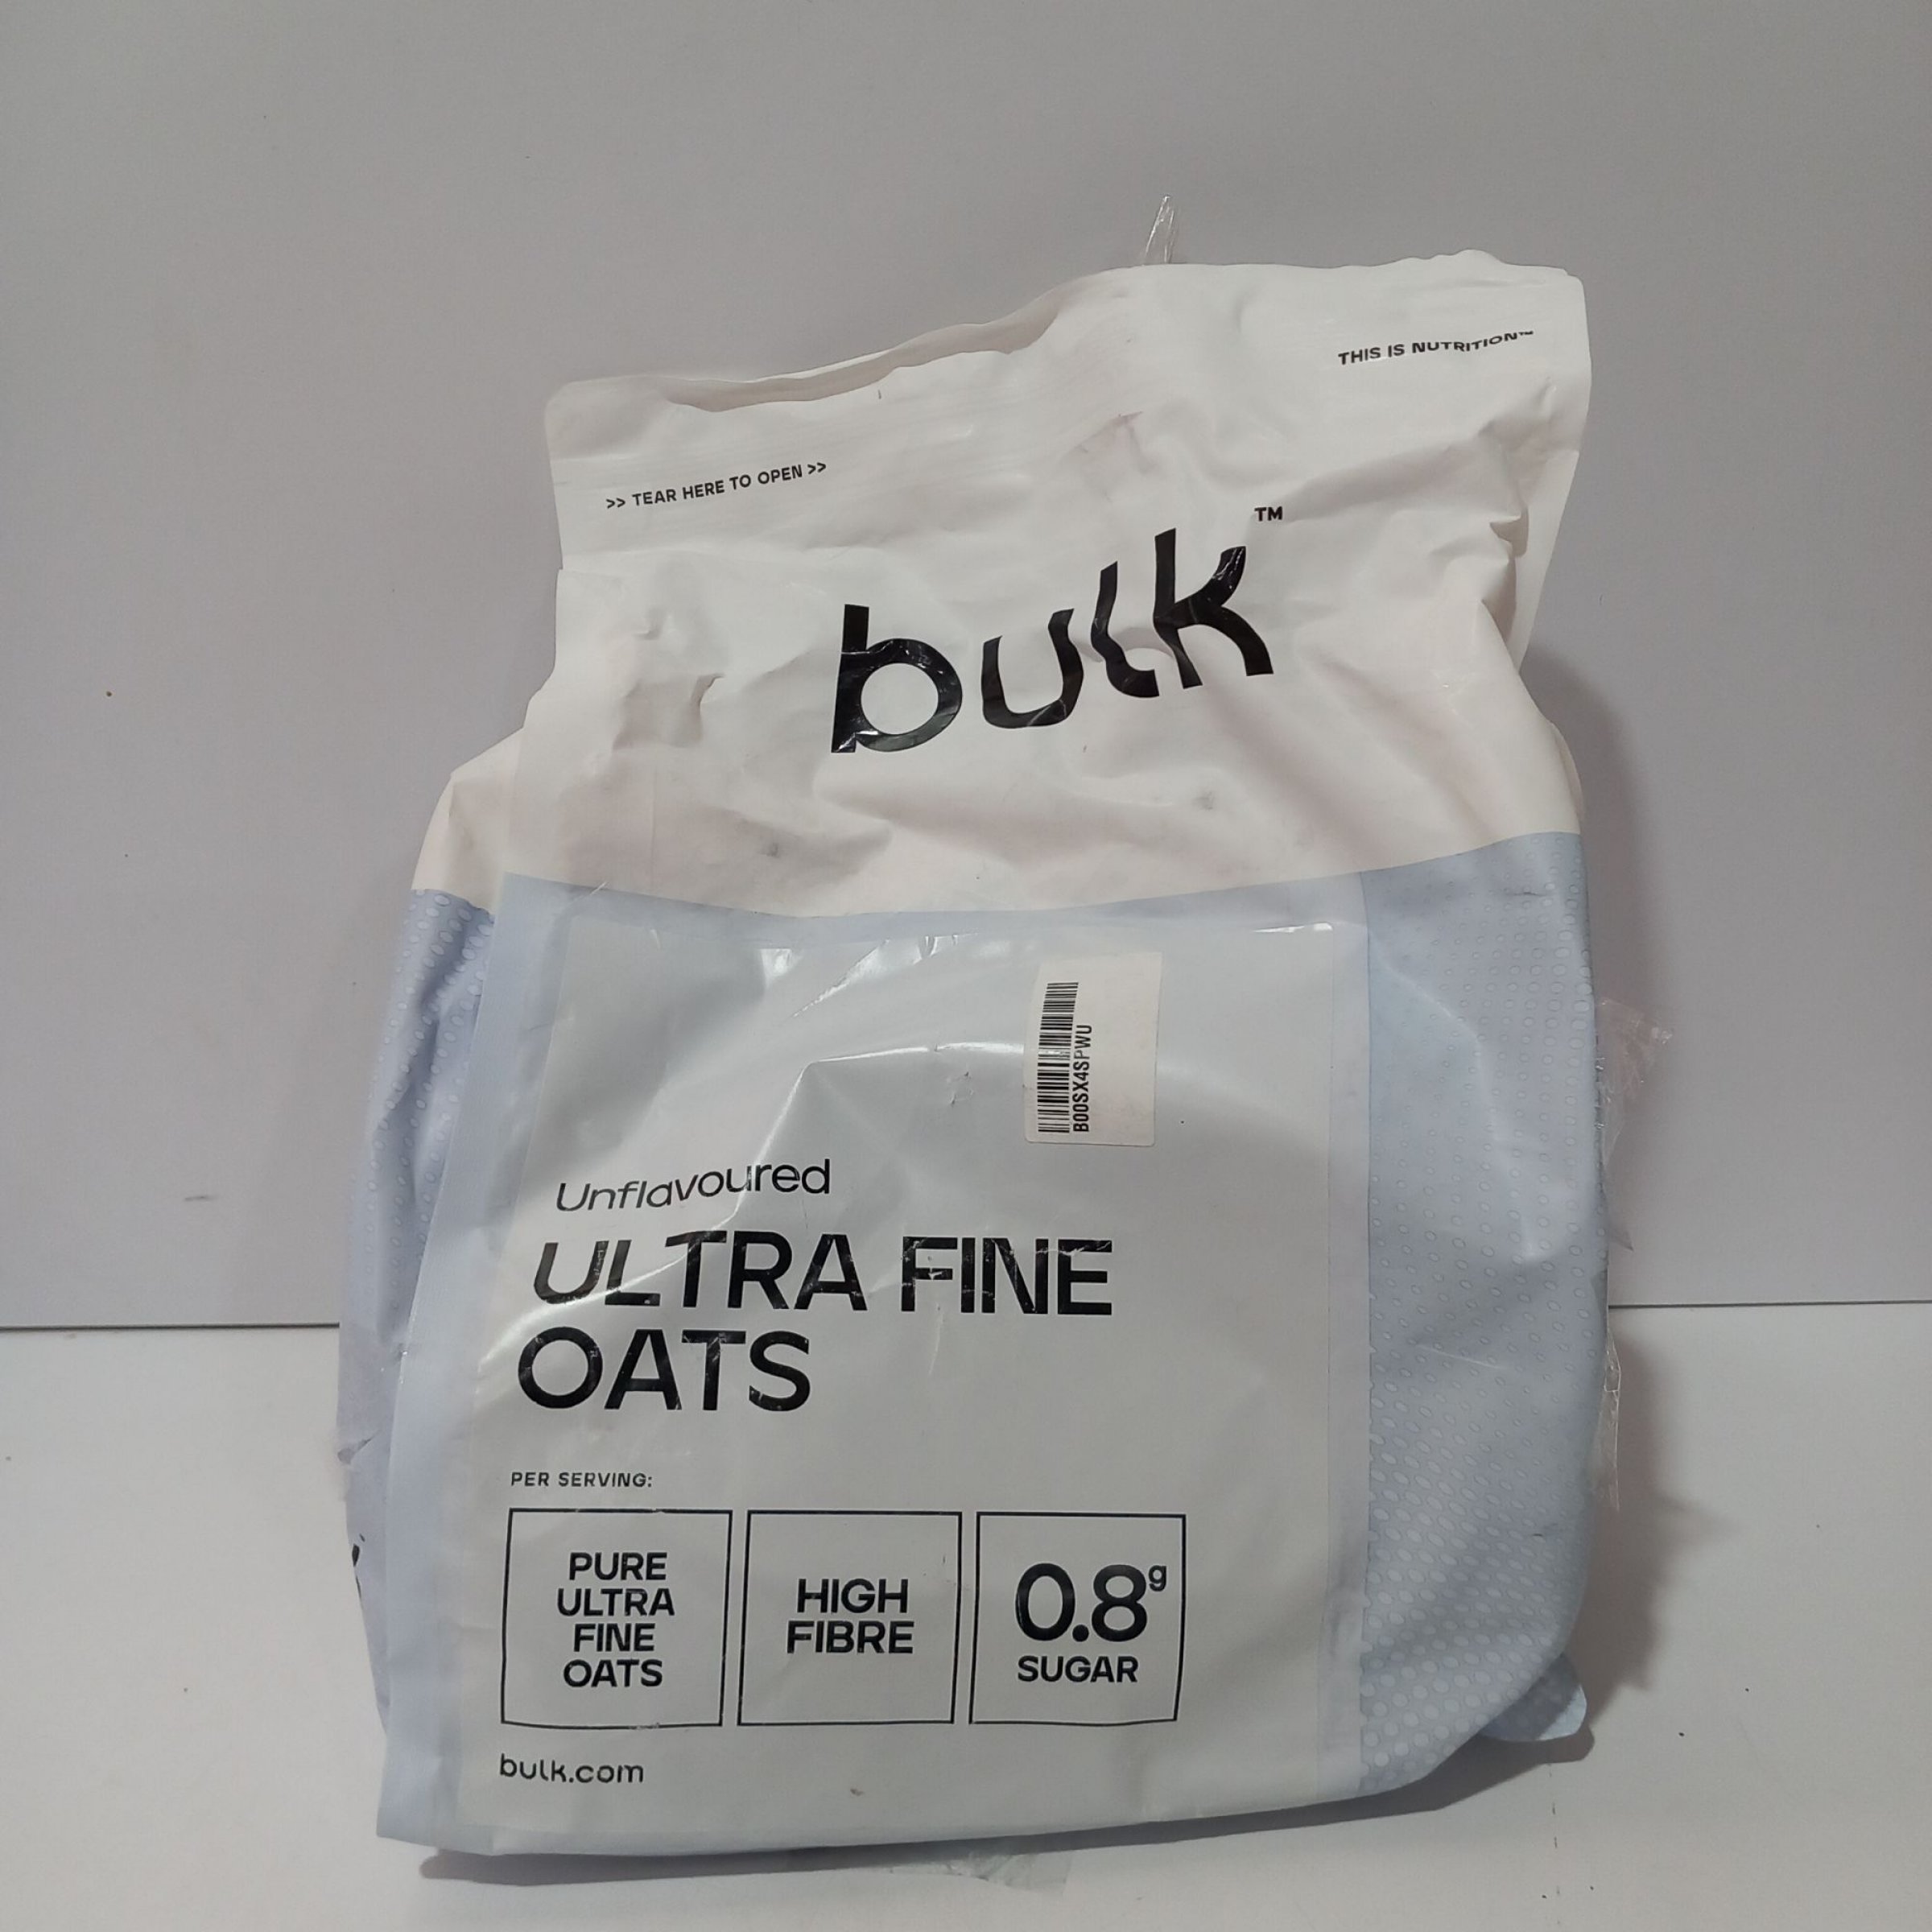 THIS IS NUTRITION™
>> TEAR HERE TO OPEN >>
bulk™
B00SX4SPWU
Unflavoured
ULTRA FINE
OATS
PER SERVING:
PURE
ULTRA
FINE
OATS
HIGH
FIBRE
0.8g
SUGAR
bulk.com